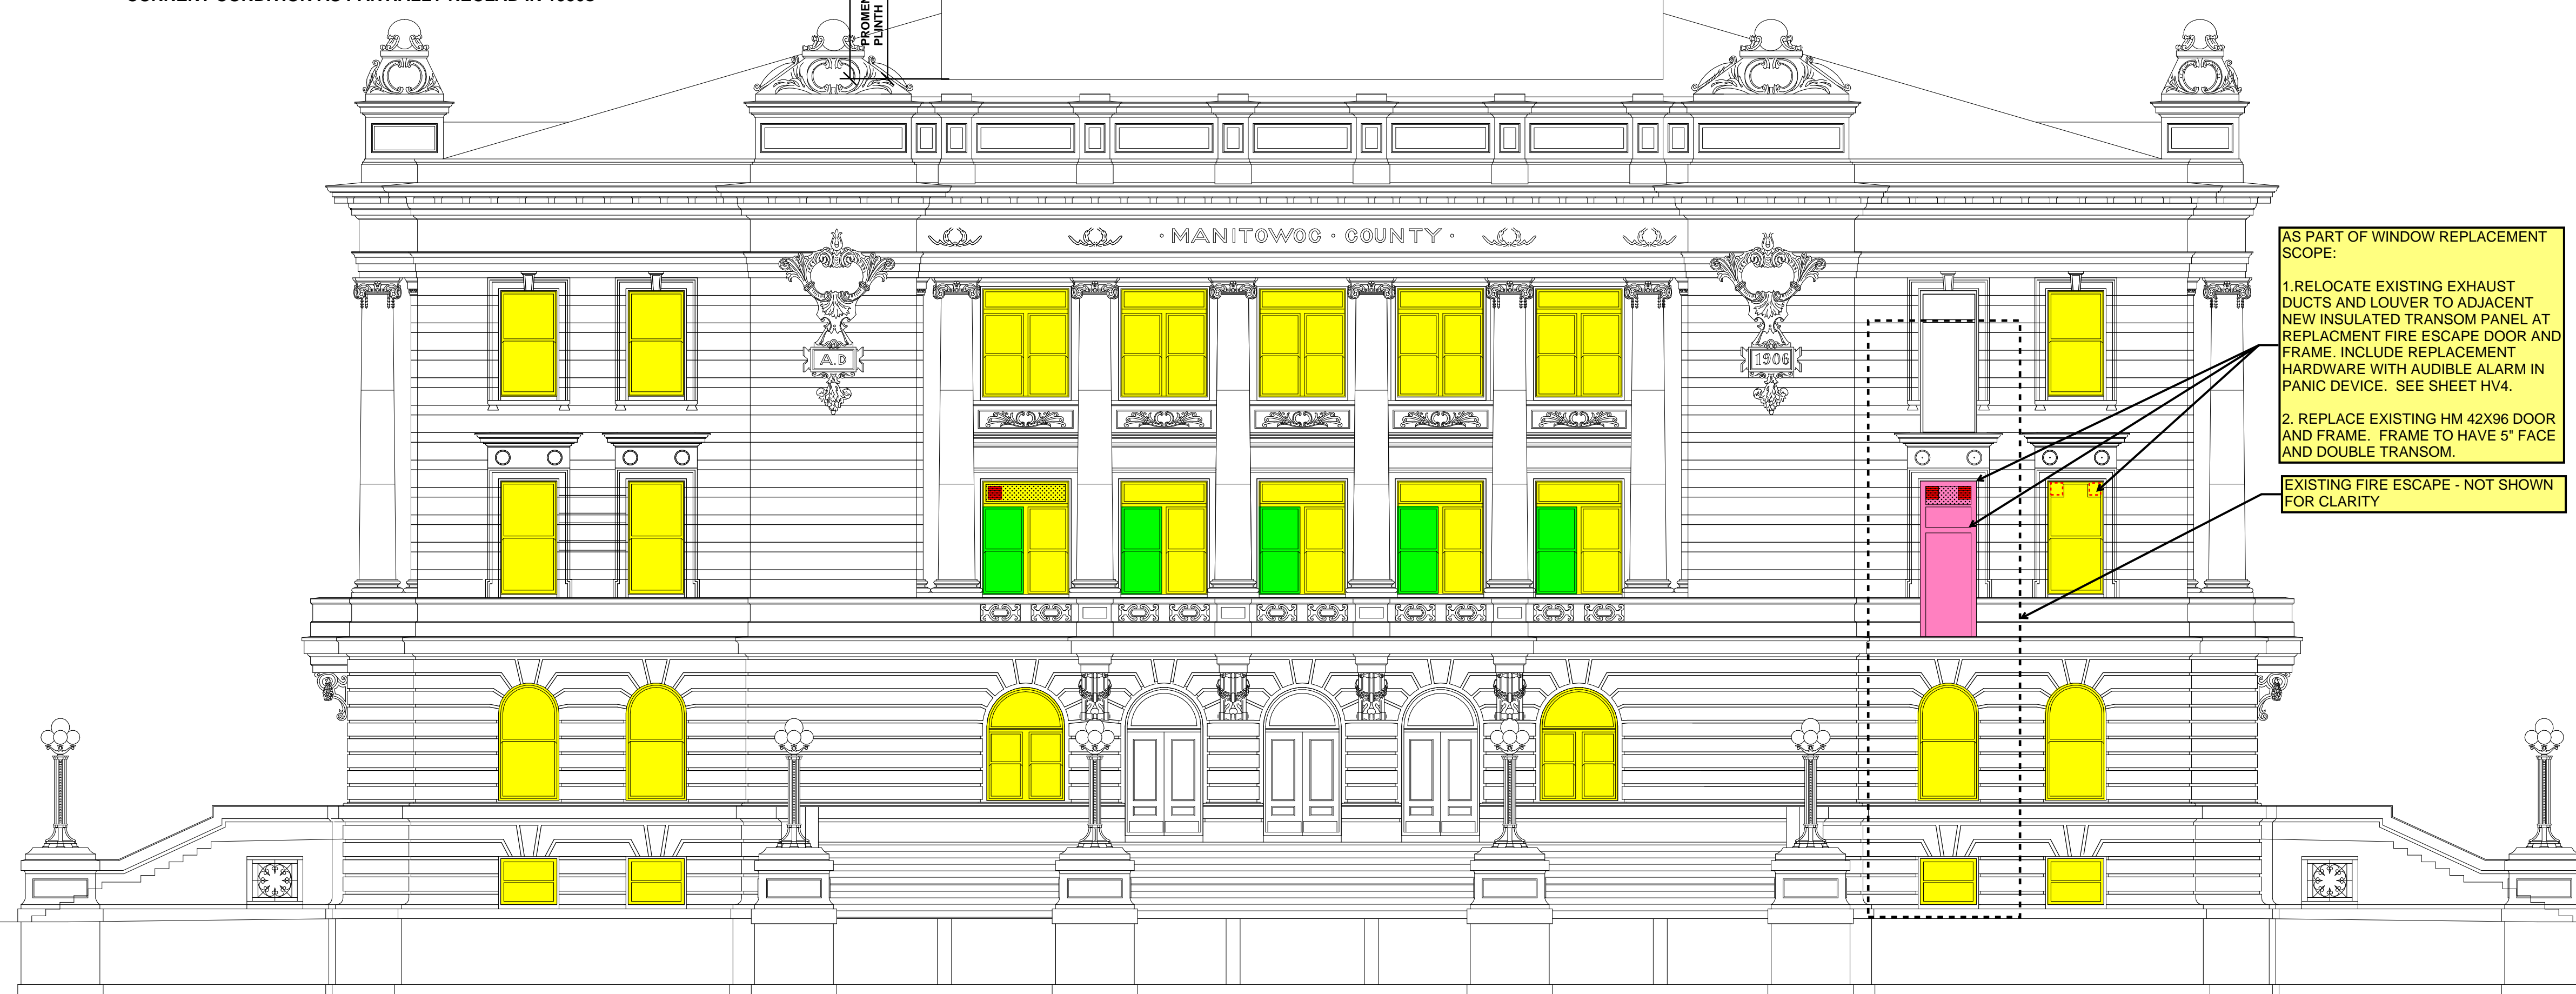 PROMEN
PLINTH
· MANITOWOC · COUNTY ·
A.D
1906
AS PART OF WINDOW REPLACEMENT
SCOPE:
1.RELOCATE EXISTING EXHAUST
DUCTS AND LOUVER TO ADJACENT
NEW INSULATED TRANSOM PANEL AT
REPLACMENT FIRE ESCAPE DOOR AND
FRAME. INCLUDE REPLACEMENT
HARDWARE WITH AUDIBLE ALARM IN
PANIC DEVICE. SEE SHEET HV4.
2. REPLACE EXISTING HM 42X96 DOOR
AND FRAME. FRAME TO HAVE 5" FACE
AND DOUBLE TRANSOM.
EXISTING FIRE ESCAPE - NOT SHOWN
FOR CLARITY